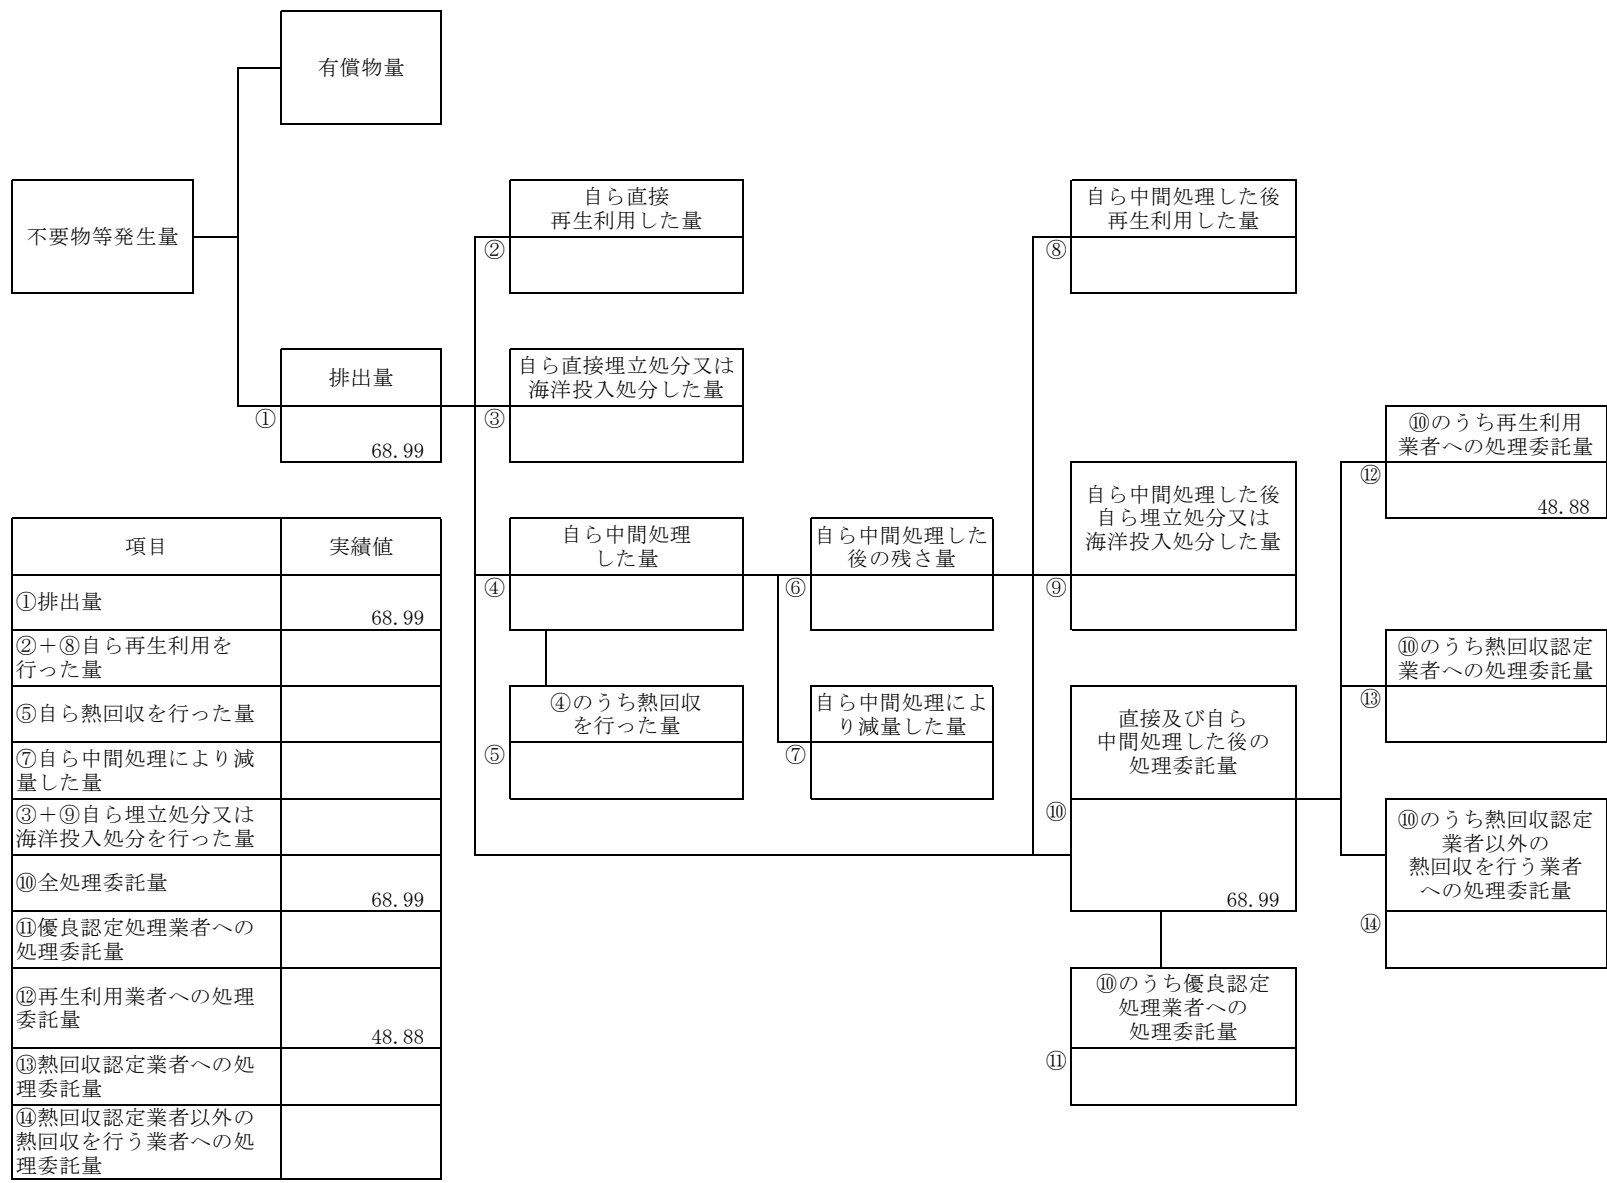 有償物量
不要物等発生量
自ら直接
再生利用した量
②
自ら中間処理した後
再生利用した量
⑧
排出量
①
68.99
自ら直接埋立処分又は
海洋投入処分した量
③
⑩のうち再生利用
業者への処理委託量
⑫
48.88
自ら中間処理した後
自ら埋立処分又は
海洋投入処分した量
⑨
自ら中間処理
した量
④
自ら中間処理した
後の残さ量
⑥
⑩のうち熱回収認定
業者への処理委託量
⑬
④のうち熱回収
を行った量
⑤
自ら中間処理によ
り減量した量
⑦
直接及び自ら
中間処理した後の
処理委託量
⑩
68.99
⑩のうち熱回収認定
業者以外の
熱回収を行う業者
への処理委託量
⑭
⑩のうち優良認定
処理業者への
処理委託量
⑪
項目 実績値
①排出量
68.99
②+⑧自ら再生利用を
行った量
⑤自ら熱回収を行った量
⑦自ら中間処理により減
量した量
③+⑨自ら埋立処分又は
海洋投入処分を行った量
⑩全処理委託量
68.99
⑪優良認定処理業者への
処理委託量
⑫再生利用業者への処理
委託量
48.88
⑬熱回収認定業者への処
理委託量
⑭熱回収認定業者以外の
熱回収を行う業者への処
理委託量